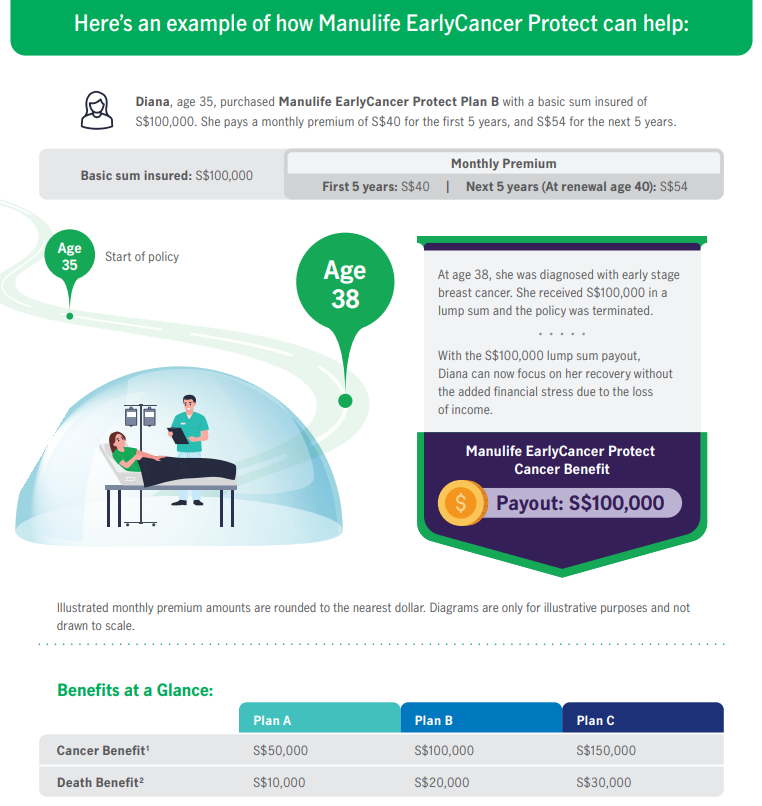 Here's an example of how Manulife EarlyCancer Protect can help:
Diana, age 35, purchased Manulife EarlyCancer Protect Plan B with a basic sum insured of
S$100,000. She pays a monthly premium of S$40 for the first 5 years, and S$54 for the next 5 years.
Basic sum insured: S$100,000
Monthly Premium
First 5 years: S$40 | Next 5 years (At renewal age 40): S$54
Age
35
Start of policy
Age
38
At age 38, she was diagnosed with early stage
breast cancer. She received S$100,000 in a
lump sum and the policy was terminated.
With the S$100,000 lump sum payout,
Diana can now focus on her recovery without
the added financial stress due to the loss
of income.
Manulife EarlyCancer Protect
Cancer Benefit
$
Payout: S$100,000
Illustrated monthly premium amounts are rounded to the nearest dollar. Diagrams are only for illustrative purposes and not
drawn to scale.
Benefits at a Glance:
Plan A Plan B Plan C
Cancer Benefit¹ S$50,000 S$100,000 S$150,000
Death Benefit² S$10,000 S$20,000 S$30,000